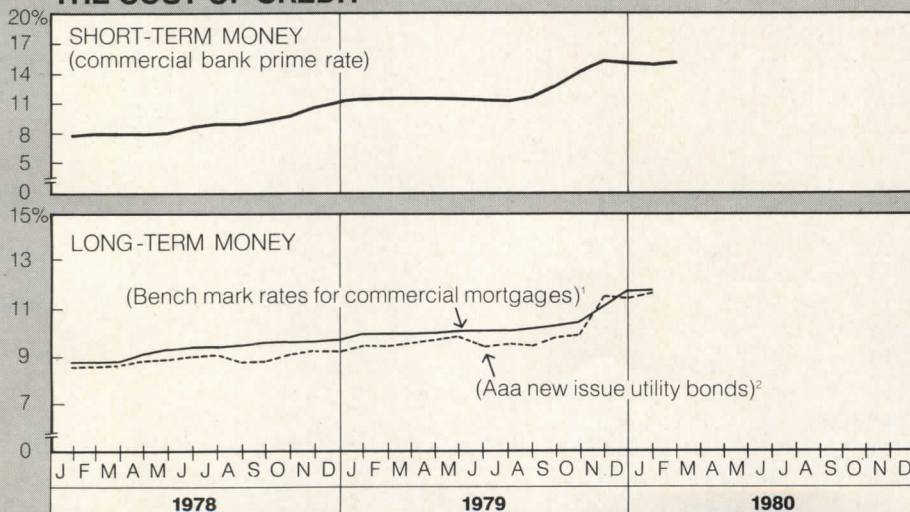 THE COST OF CREDIT
20%
SHORT-TERM MONEY
17
(commercial bank prime rate)
14
11
8
5
0
15%
LONG-TERM MONEY
13
(Bench mark rates for commercial mortgages)¹
11
9
(Aaa new issue utility bonds)²
7
0
J F M A M J J A S O N D J F M A M J J A S O N D J F M A M J J A S O N D
1978 1979 1980